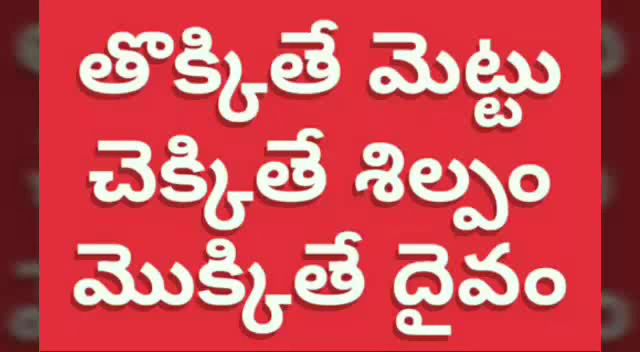 తొక్కితే మెట్టు
చెక్కితే శిల్పం
మొక్కితే దైవం